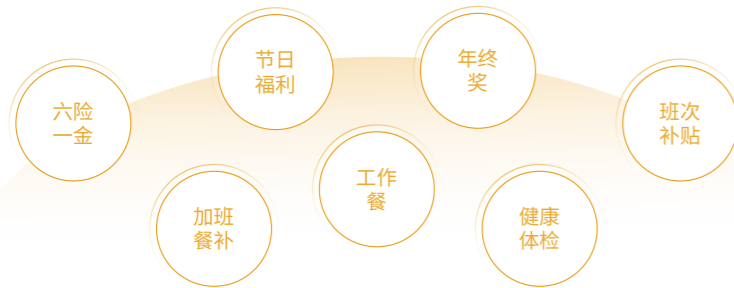 六险
一金
节日
福利
年终
奖
班次
补贴
加班
餐补
工作
餐
健康
体检